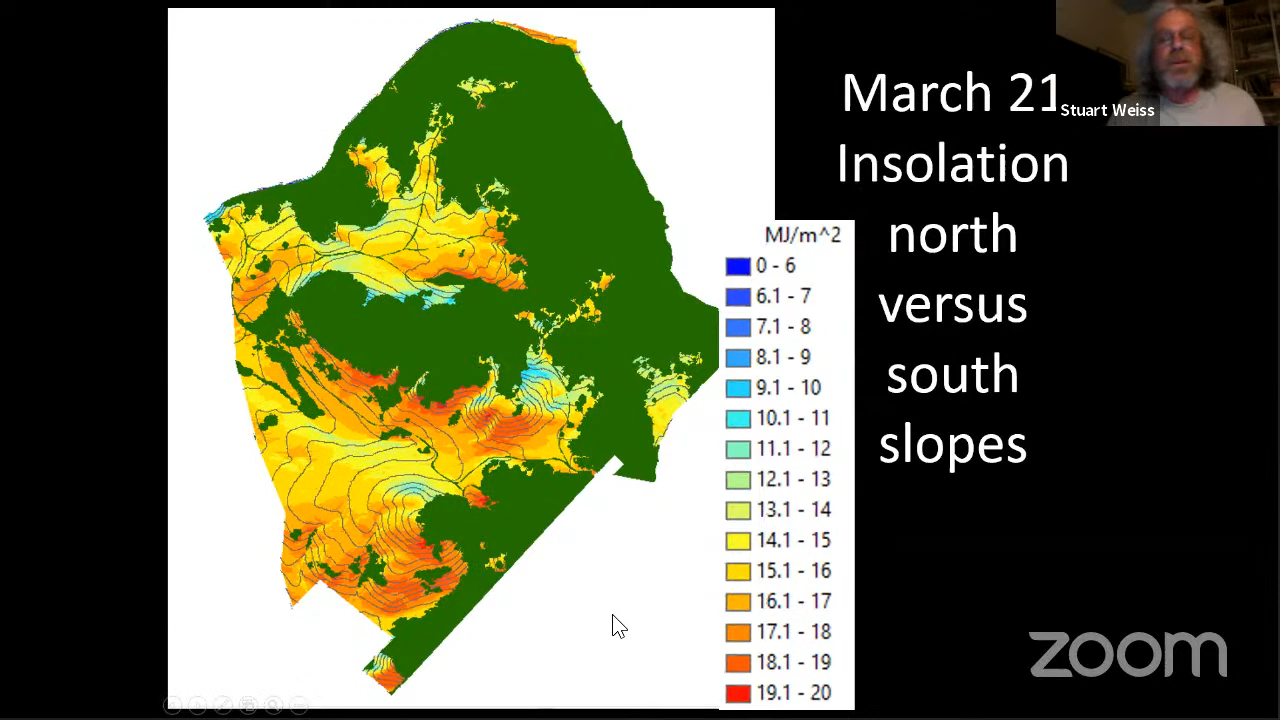 March 21
Insolation
north
versus
south
slopes
Stuart Weiss
MJ/m^2
0 - 6
6.1 - 7
7.1 - 8
8.1 - 9
9.1 - 10
10.1 - 11
11.1 - 12
12.1 - 13
13.1 - 14
14.1 - 15
15.1 - 16
16.1 - 17
17.1 - 18
18.1 - 19
19.1 - 20
zoom